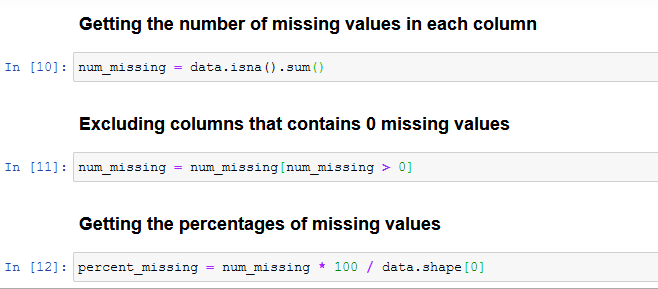 Getting the number of missing values in each column
In [10]: num_missing = data.isna().sum()
Excluding columns that contains 0 missing values
In [11]: num_missing = num_missing[num_missing > 0]
Getting the percentages of missing values
In [12]: percent_missing = num_missing * 100 / data.shape[0]